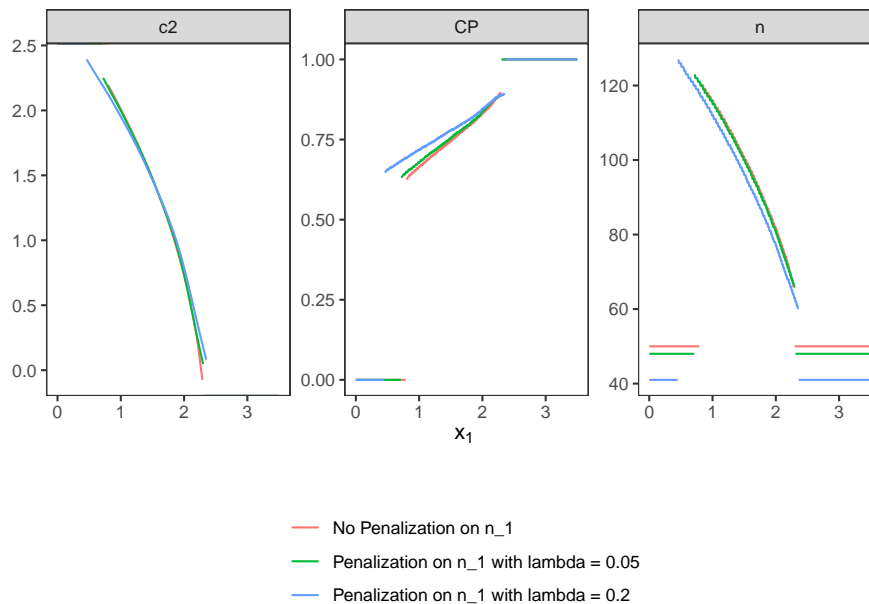 c2 CP n
2.5 1.00 120
2.0 0.75 100
1.5 0.50 80
1.0 0.25 60
0.5 0.00 40
0.0
0 1 2 3 0 1 2 3 0 1 2 3
x1
No Penalization on n_1
Penalization on n_1 with lambda = 0.05
Penalization on n_1 with lambda = 0.2